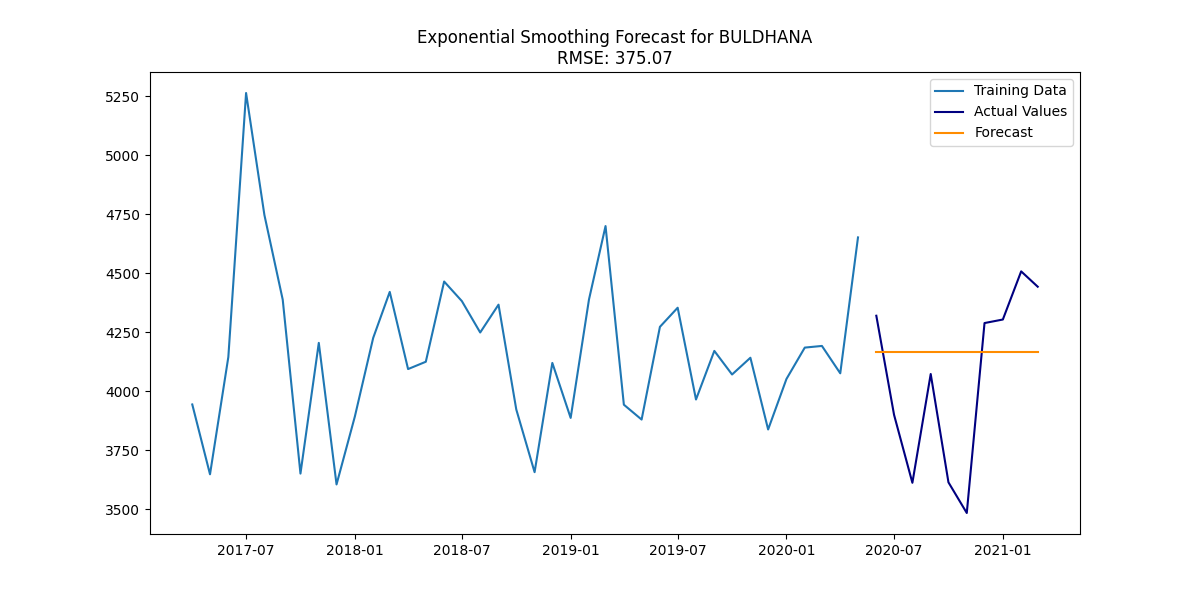 Exponential Smoothing Forecast for BULDHANA
RMSE: 375.07
Training Data
Actual Values
Forecast
5250
5000
4750
4500
4250
4000
3750
3500
2017-07 2018-01 2018-07 2019-01 2019-07 2020-01 2020-07 2021-01